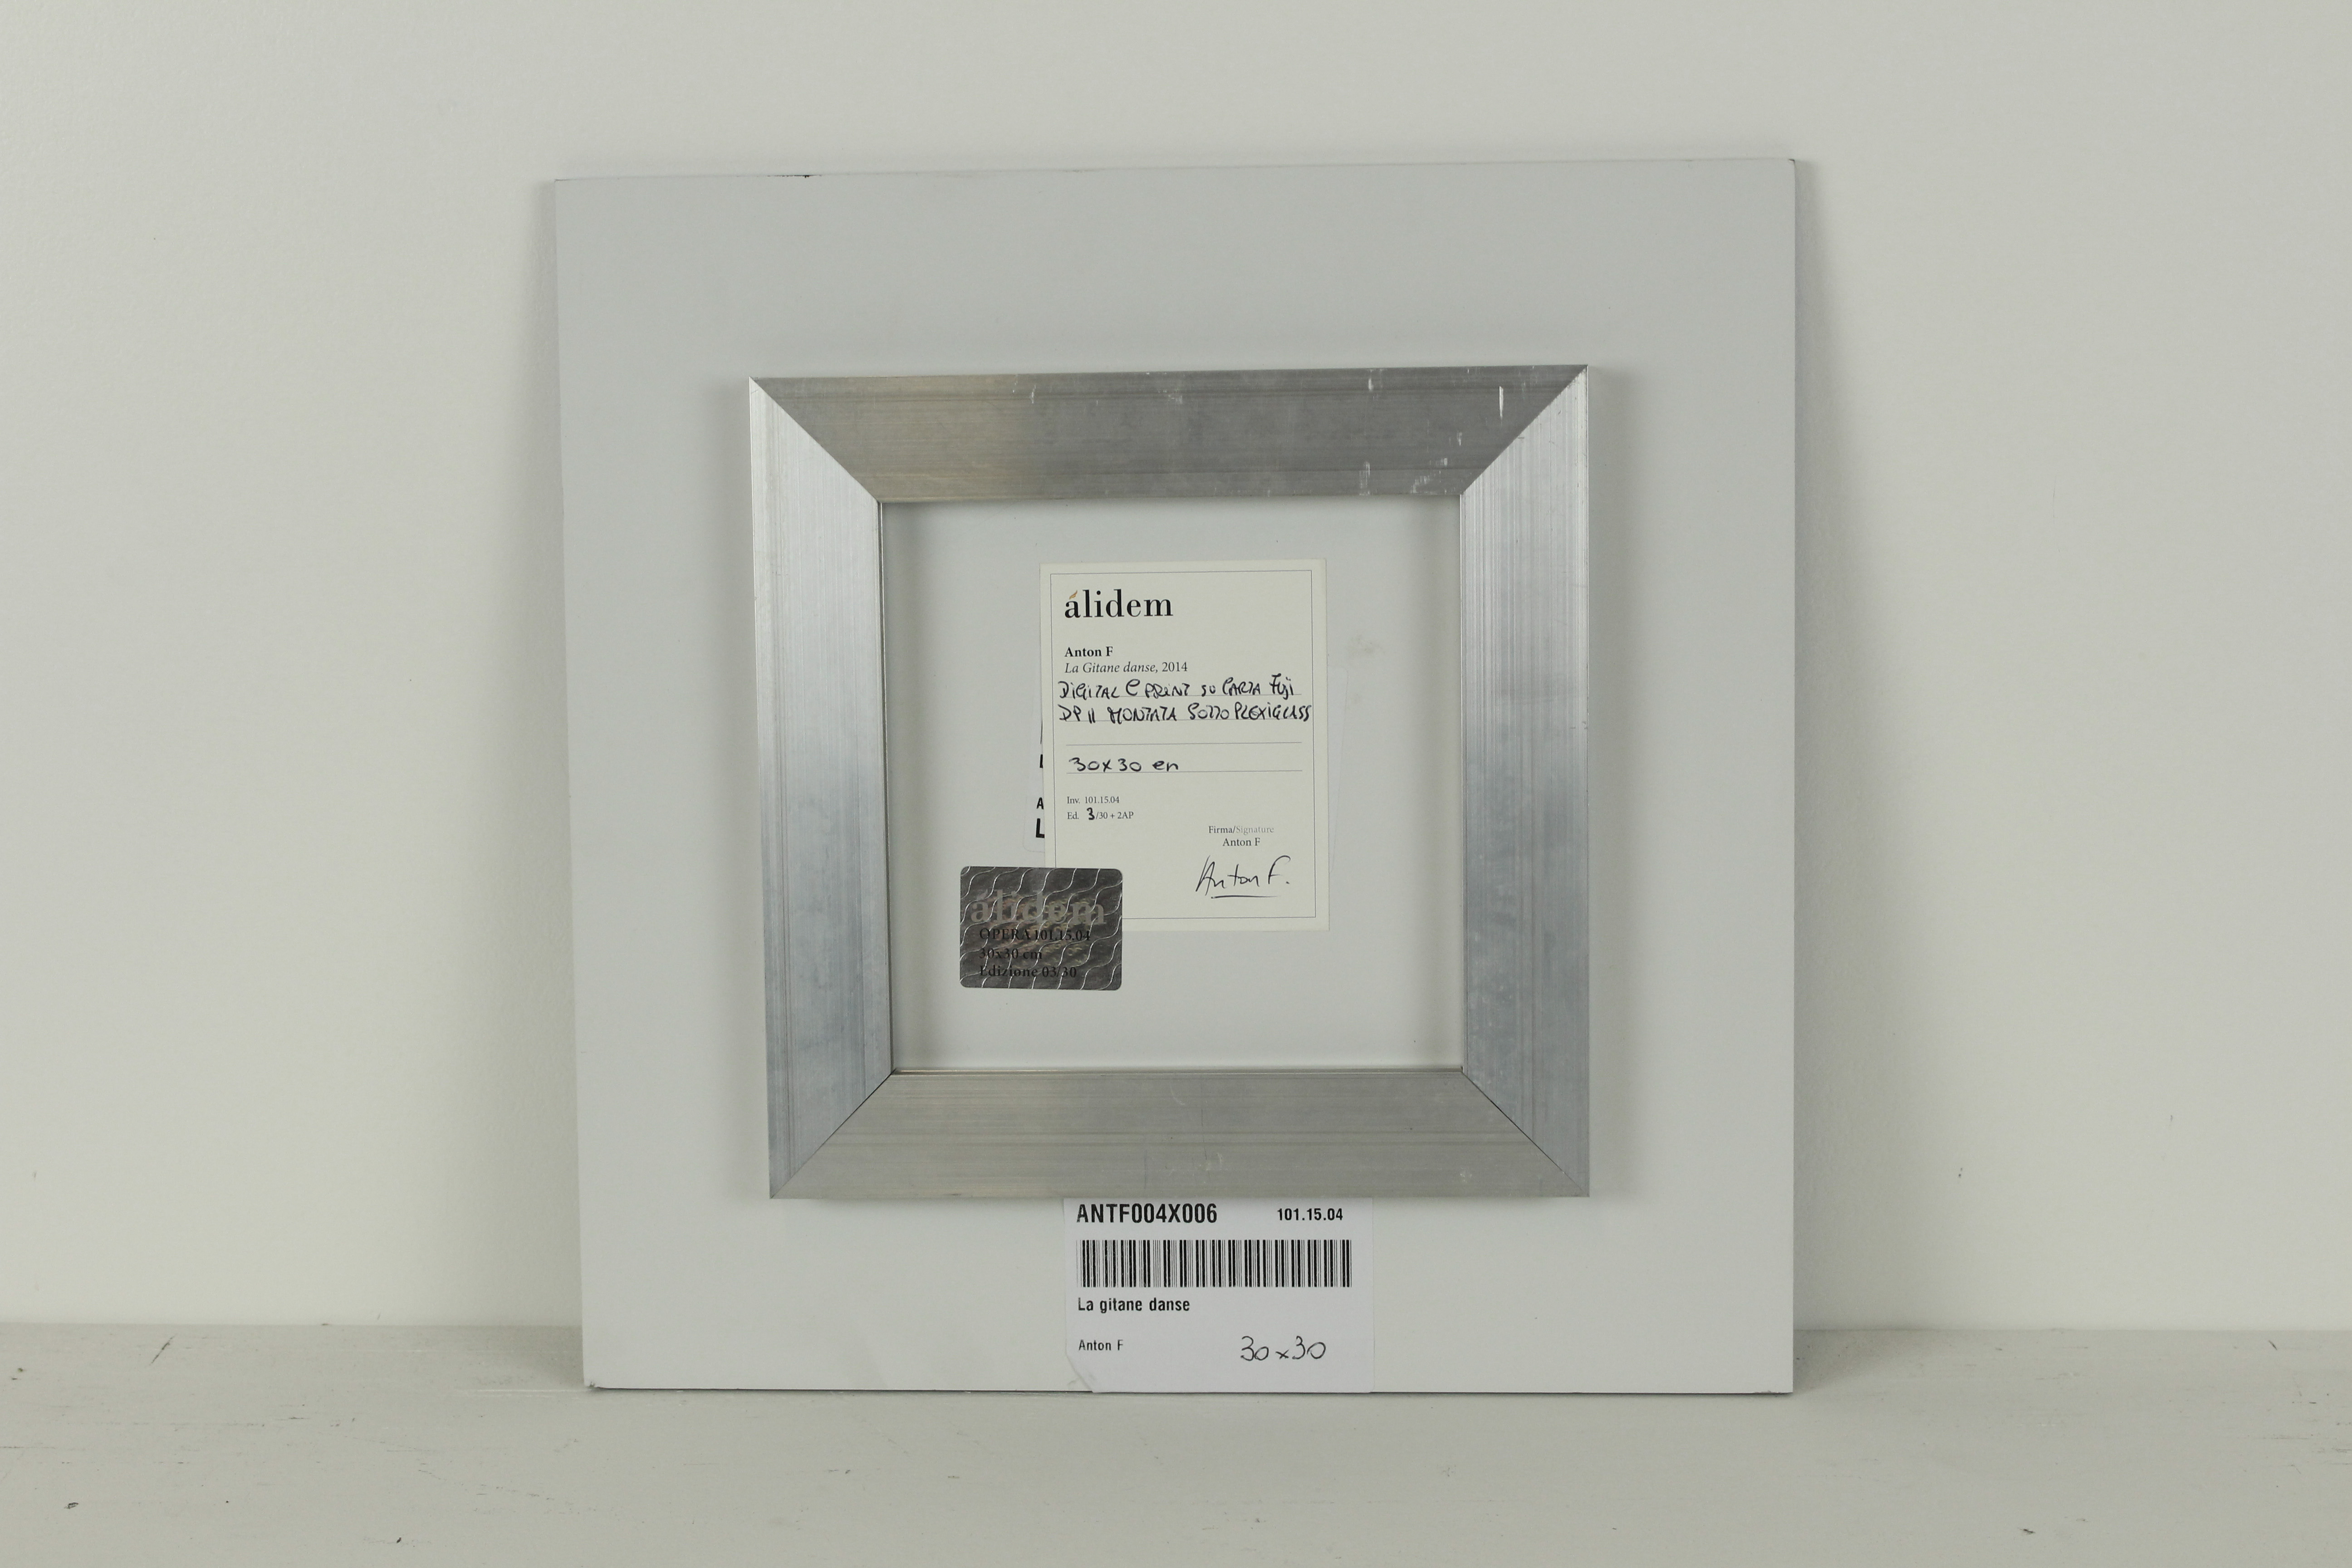 álidem
Anton F
La Gitane danse, 2014
DIGITAL C PRINT SU CARTA FUJI
DP II MONTATA SOTTO PLEXIGLASS
30x30 cm
Inv. 101.15.04
Ed. 3/30 + 2AP
Firma/Signature
Anton F
Anton F.
álidem
OPERA 101.15.04
30x30 cm
Edizione 03/30
ANTF004X006 101.15.04
La gitane danse
Anton F 30x30